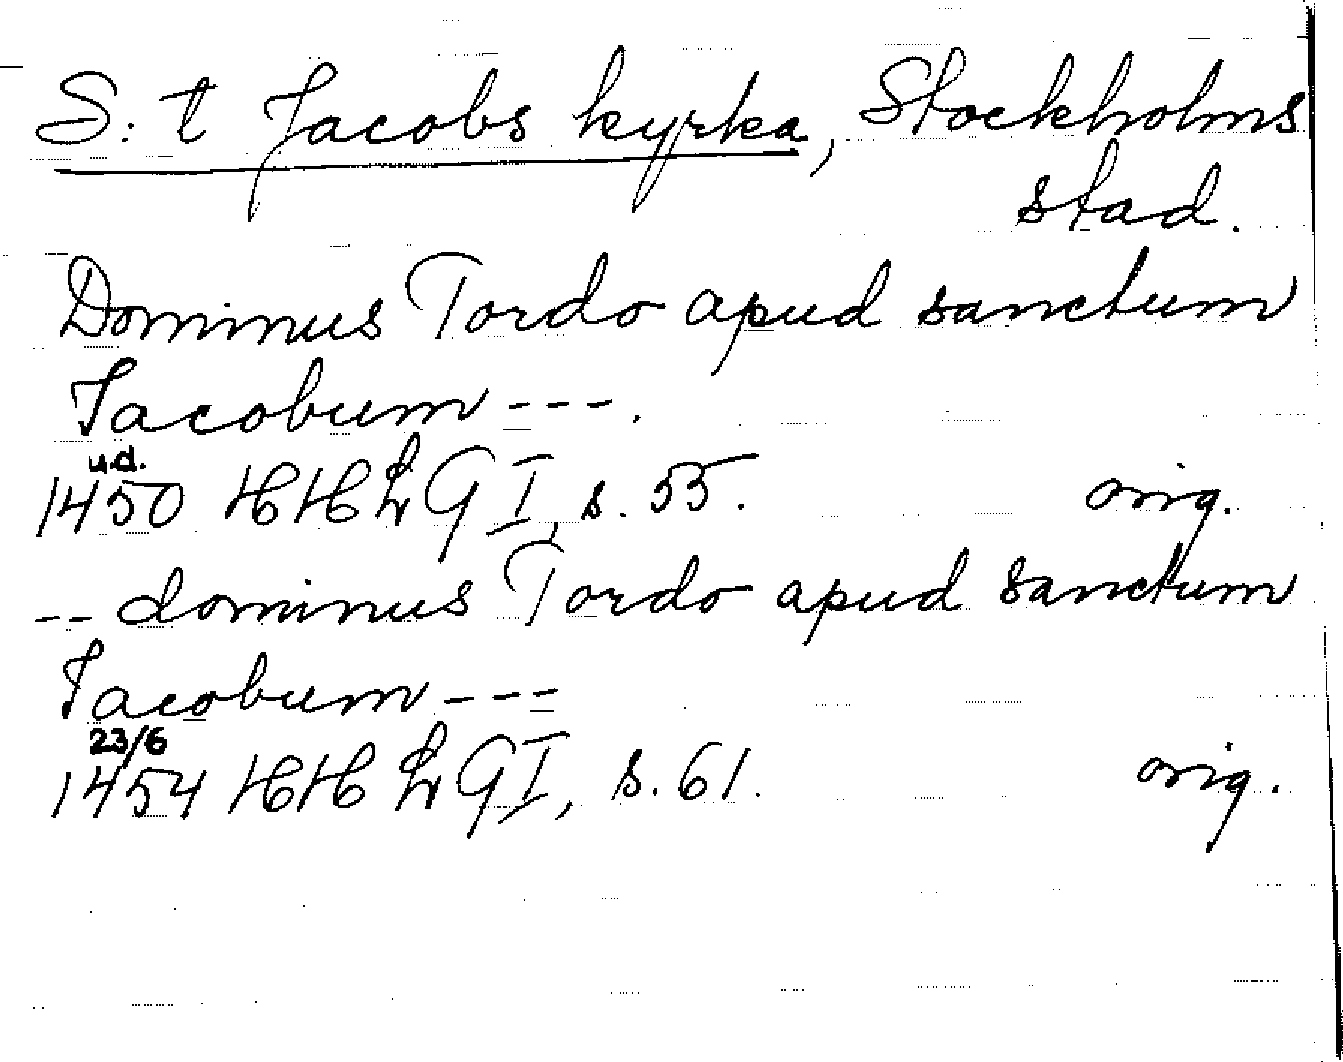 S:t Jacobs kyrka, Stockholms
stad.
Dominus Tordo apud sanctum
Jacobum ---.
u.d.
1450 HHLG I, s. 55. orig.
-- dominus Tordo apud sanctum
Jacobum ---
23/6
1454 HHLG I, s. 61. orig.